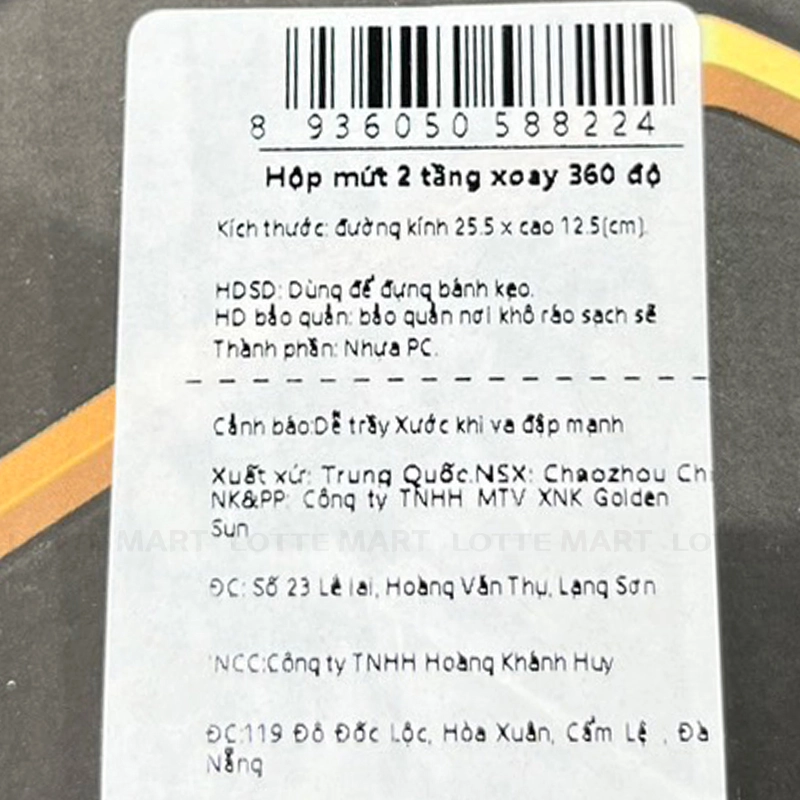 8 936050 588224
Hộp mứt 2 tầng xoay 360 độ
Kích thước: đường kính 25.5 x cao 12.5(cm).
HDSD: Dùng để đựng bánh kẹo.
HD bảo quản: bảo quản nơi khô ráo sạch sẽ
Thành phần: Nhựa PC.
Cảnh báo:Dễ trầy Xước khi va đập mạnh
Xuất xứ: Trung Quốc.NSX: Chaozhou Ch
NK&PP: Công ty TNHH MTV XNK Golden
Sun
LOTTE MART LOTTE MART LOTTE MART LOTTE
ĐC: Số 23 Lê lai, Hoàng Văn Thụ, Lạng Sơn
NCC:Công ty TNHH Hoàng Khánh Huy
ĐC:119 Đô Đốc Lộc, Hòa Xuân, Cẩm Lệ , Đà
Nẵng